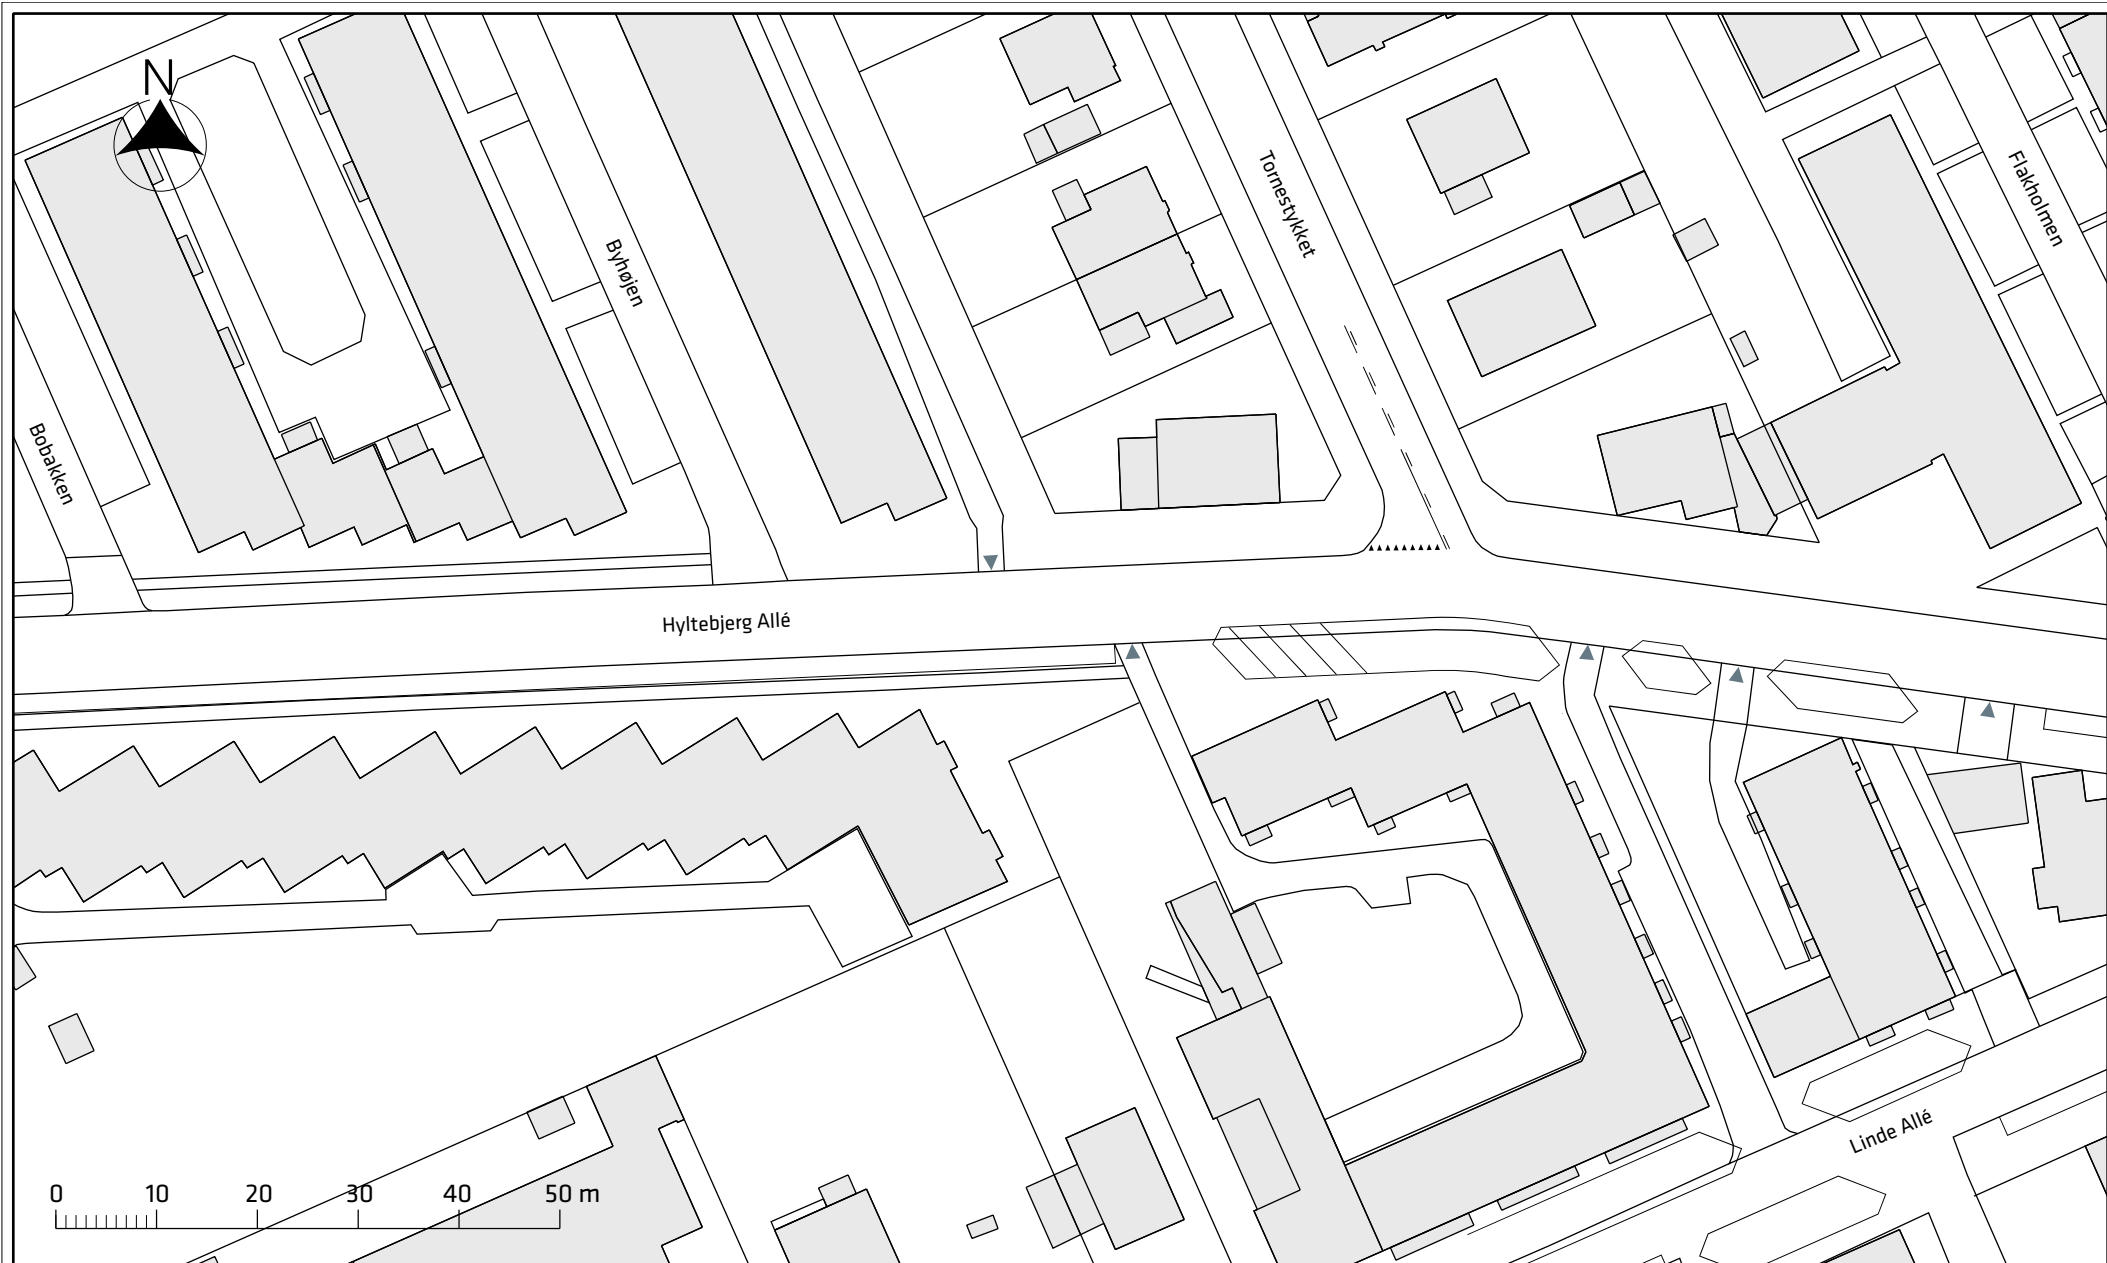 N
Tornestykket
Flakholmen
Byhøjen
Bobakken
Hyltebjerg Allé
Linde Allé
0 10 20 30 40 50 m